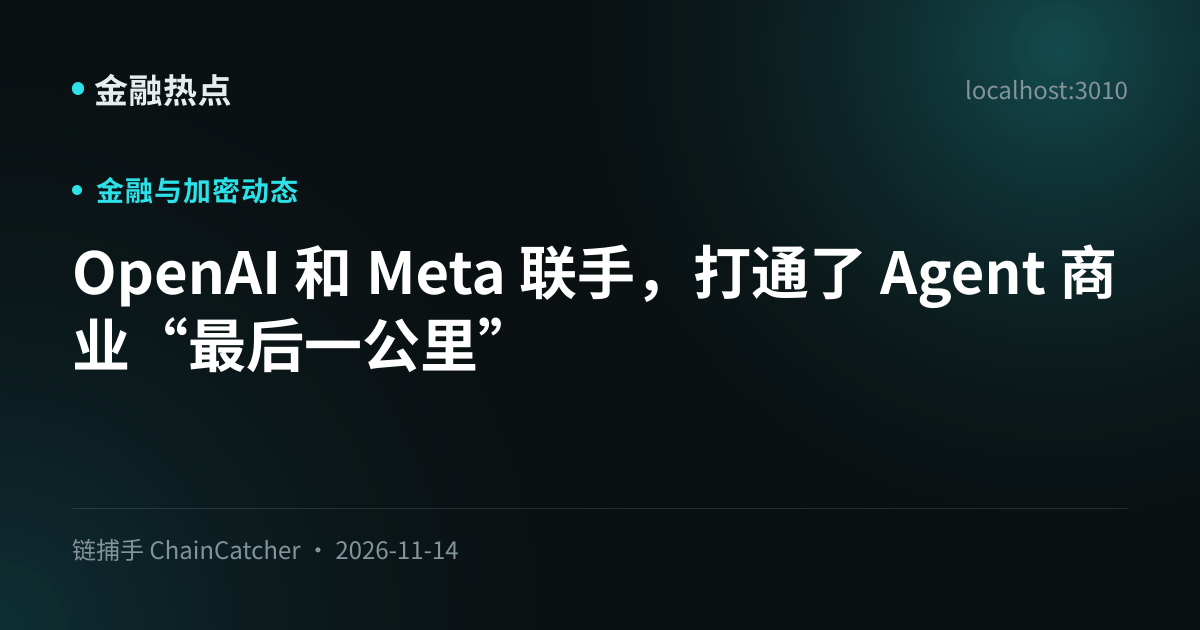 金融热点
localhost:3010
金融与加密动态
OpenAI 和 Meta 联手，打通了 Agent 商
业“最后一公里”
链捕手 ChainCatcher · 2026-11-14